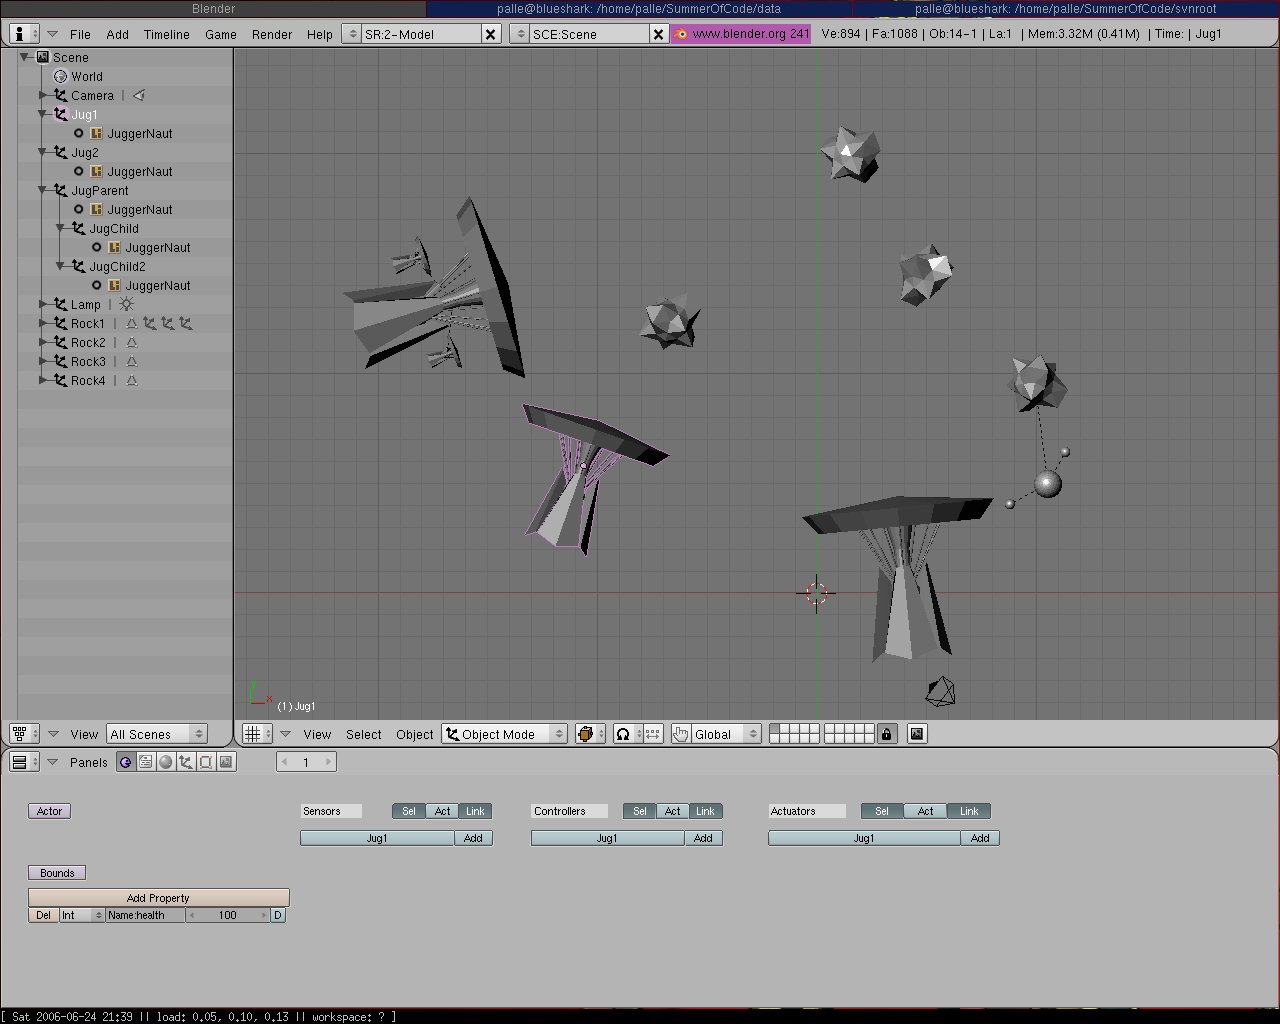 Blender palle@blueshark: /home/palle/SummerOfCode/data palle@blueshark: /home/palle/SummerOfCode/svnroot
File Add Timeline Game Render Help SR:2-Model SCE:Scene www.blender.org 241 Ve:894 | Fa:1088 | Ob:14-1 | La:1 | Mem:3.32M (0.41M) | Time: | Jug1
Scene
World
Camera
Jug1
JuggerNaut
Jug2
JuggerNaut
JugParent
JuggerNaut
JugChild
JuggerNaut
JugChild2
JuggerNaut
Lamp
Rock1
Rock2
Rock3
Rock4
x
(1) Jug1
View All Scenes View Select Object Object Mode Global
Panels 1
Actor Sensors Sel Act Link Controllers Sel Act Link Actuators Sel Act Link
Jug1 Add Jug1 Add Jug1 Add
Bounds
Add Property
Del Int Name:health 100 D
[ Sat 2006-06-24 21:39 || load: 0.05, 0.10, 0.13 || workspace: ? ]